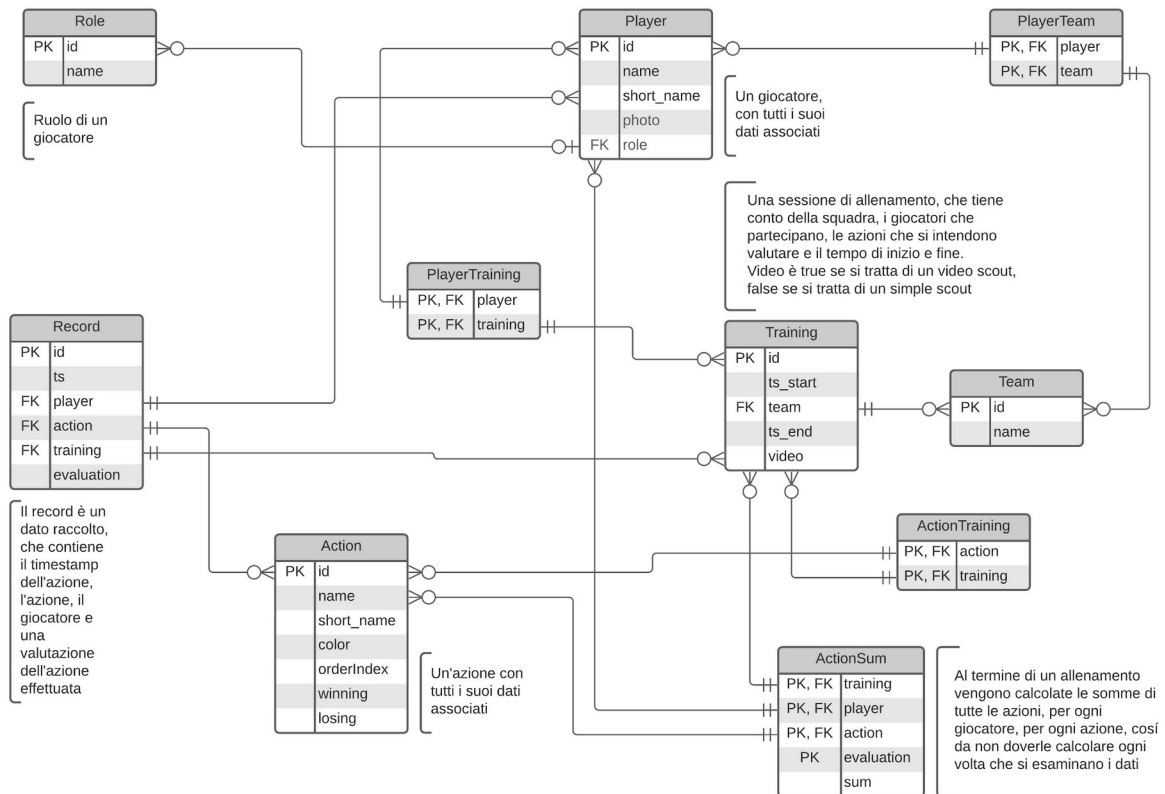 Role
PK id
name
Ruolo di un
giocatore
Player
PK id
name
short_name
photo
FK role
Un giocatore,
con tutti i suoi
dati associati
PlayerTeam
PK, FK player
PK, FK team
Una sessione di allenamento, che tiene
conto della squadra, i giocatori che
partecipano, le azioni che si intendono
valutare e il tempo di inizio e fine.
Video è true se si tratta di un video scout,
false se si tratta di un simple scout
PlayerTraining
PK, FK player
PK, FK training
Record
PK id
ts
FK player
FK action
FK training
evaluation
Il record è un
dato raccolto,
che contiene
il timestamp
dell'azione,
l'azione, il
giocatore e
una
valutazione
dell'azione
effettuata
Training
PK id
ts_start
FK team
ts_end
video
Team
PK id
name
ActionTraining
PK, FK action
PK, FK training
Action
PK id
name
short_name
color
orderIndex
winning
losing
Un'azione con
tutti i suoi dati
associati
ActionSum
PK, FK training
PK, FK player
PK, FK action
PK evaluation
sum
Al termine di un allenamento
vengono calcolate le somme di
tutte le azioni, per ogni
giocatore, per ogni azione, cosí
da non doverle calcolare ogni
volta che si esaminano i dati